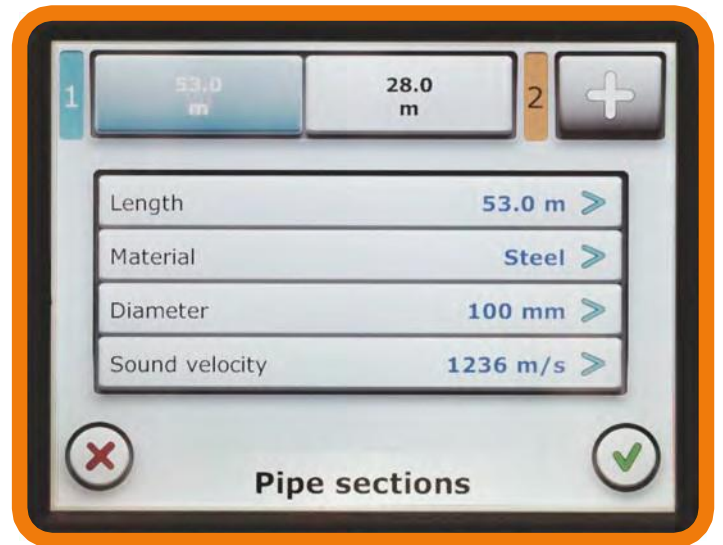 1
53.0
m
28.0
m
2
Length 53.0 m
Material Steel
Diameter 100 mm
Sound velocity 1236 m/s
Pipe sections